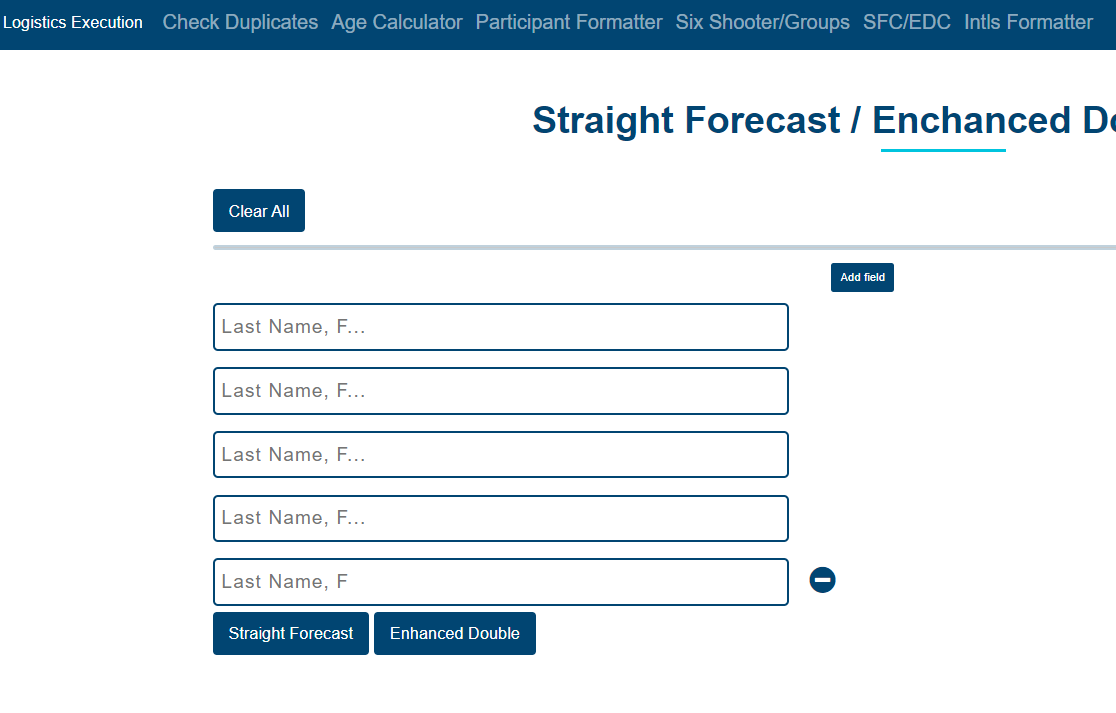 Logistics Execution Check Duplicates Age Calculator Participant Formatter Six Shooter/Groups SFC/EDC Intls Formatter
Straight Forecast / Enchanced Do
Clear All
Add field
Last Name, F...
Last Name, F...
Last Name, F...
Last Name, F...
Last Name, F
Straight Forecast Enhanced Double